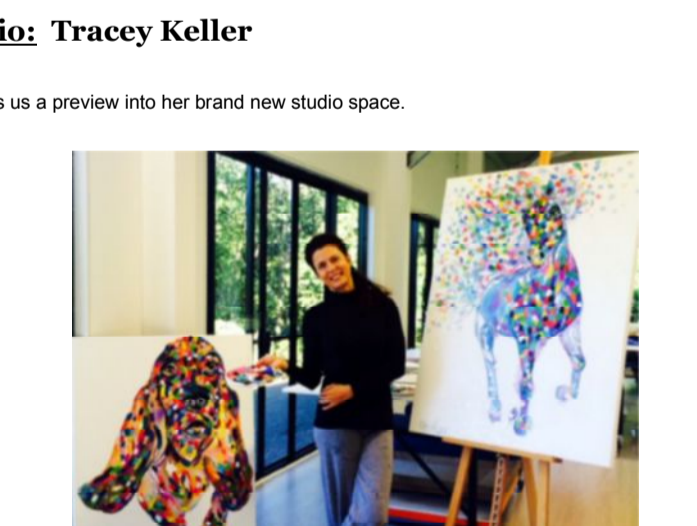 io: Tracey Keller
s us a preview into her brand new studio space.